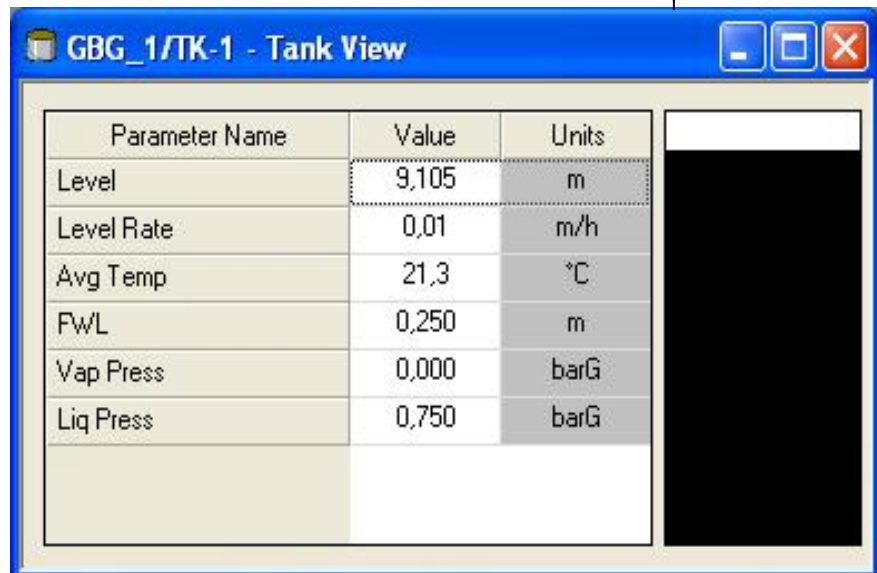 GBG_1/TK-1 - Tank View
Parameter Name Value Units
Level 9,105 m
Level Rate 0,01 m/h
Avg Temp 21,3 °C
FWL 0,250 m
Vap Press 0,000 barG
Liq Press 0,750 barG